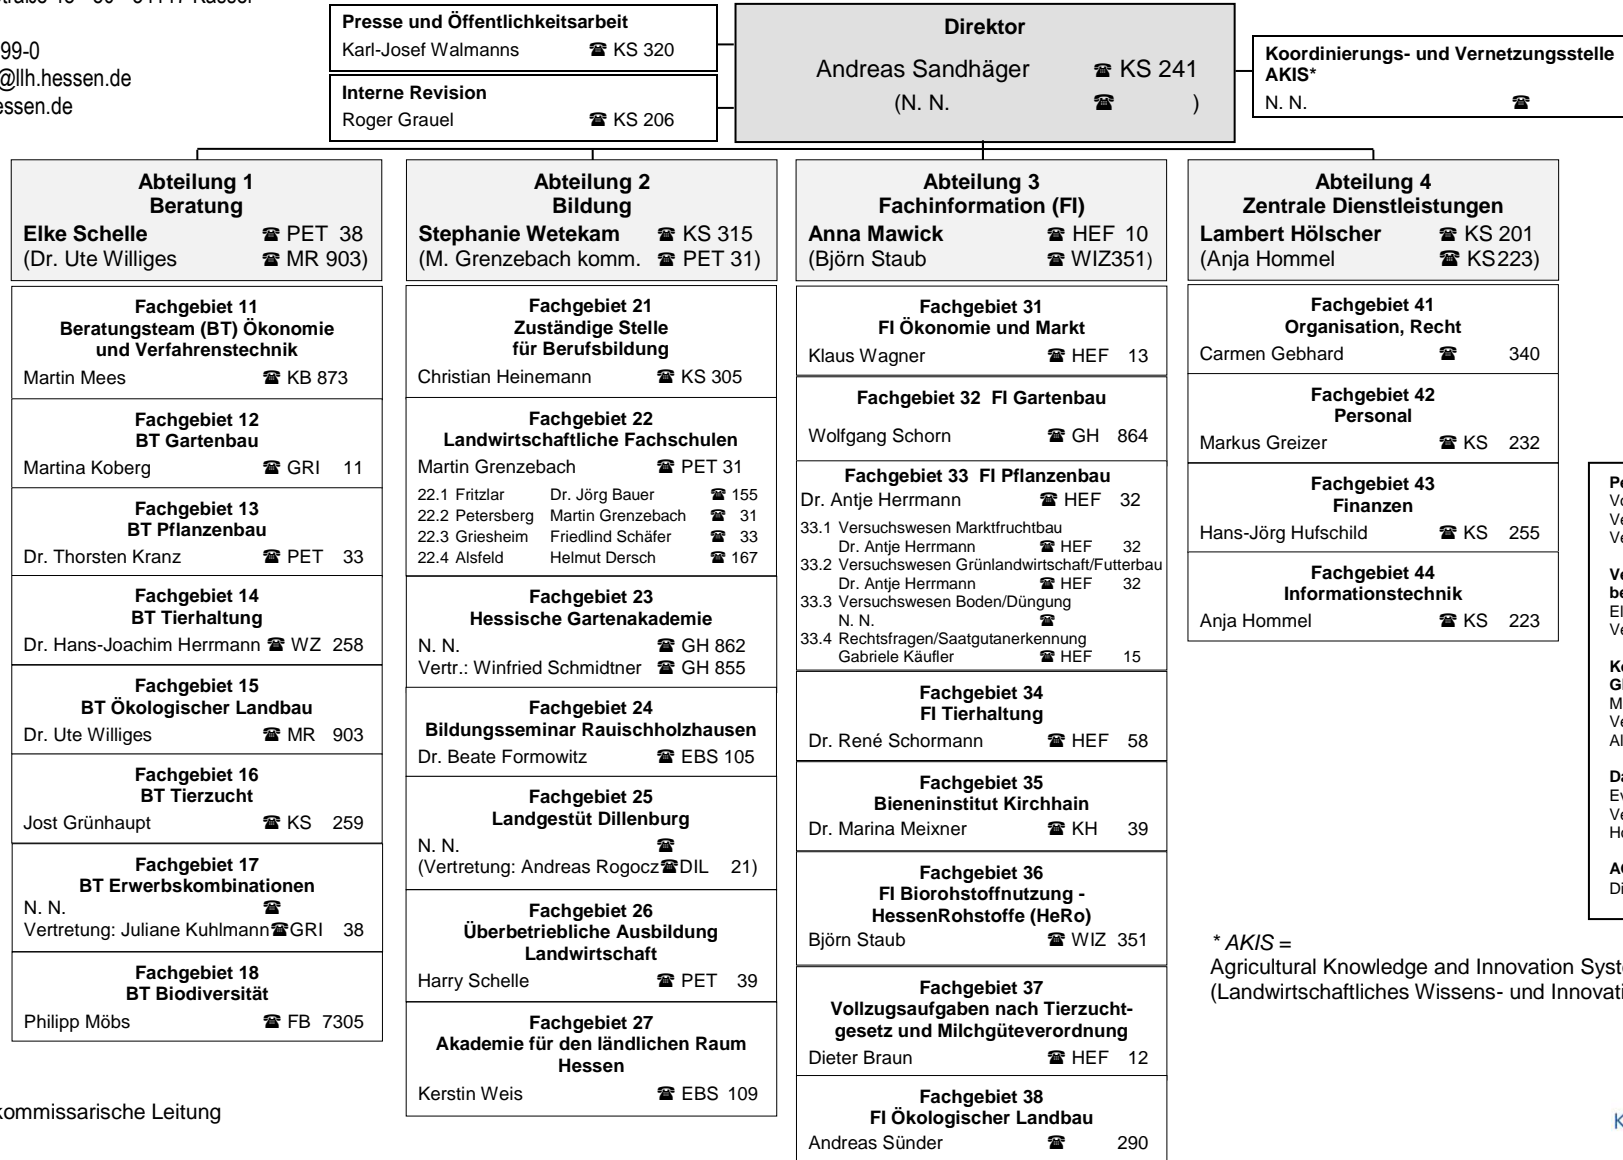 99-0
@llh.hessen.de
Presse und Öffentlichkeitsarbeit
Karl-Josef Walmanns ☎ KS 320
Interne Revision
Roger Grauel ☎ KS 206
Direktor
Andreas Sandhäger ☎ KS 241
(N. N. ☎ )
Koordinierungs- und Vernetzungsstelle
AKIS*
N. N. ☎
Abteilung 1
Beratung
Elke Schelle ☎ PET 38
(Dr. Ute Williges ☎ MR 903)
Fachgebiet 11
Beratungsteam (BT) Ökonomie
und Verfahrenstechnik
Martin Mees ☎ KB 873
Fachgebiet 12
BT Gartenbau
Martina Koberg ☎ GRI 11
Fachgebiet 13
BT Pflanzenbau
Dr. Thorsten Kranz ☎ PET 33
Fachgebiet 14
BT Tierhaltung
Dr. Hans-Joachim Herrmann ☎ WZ 258
Fachgebiet 15
BT Ökologischer Landbau
Dr. Ute Williges ☎ MR 903
Fachgebiet 16
BT Tierzucht
Jost Grünhaupt ☎ KS 259
Fachgebiet 17
BT Erwerbskombinationen
N. N. ☎
Vertretung: Juliane Kuhlmann☎GRI 38
Fachgebiet 18
BT Biodiversität
Philipp Möbs ☎ FB 7305
Abteilung 2
Bildung
Stephanie Wetekam ☎ KS 315
(M. Grenzebach komm. ☎ PET 31)
Fachgebiet 21
Zuständige Stelle
für Berufsbildung
Christian Heinemann ☎ KS 305
Fachgebiet 22
Landwirtschaftliche Fachschulen
Martin Grenzebach ☎ PET 31
22.1 Fritzlar Dr. Jörg Bauer ☎ 155
22.2 Petersberg Martin Grenzebach ☎ 31
22.3 Griesheim Friedlind Schäfer ☎ 33
22.4 Alsfeld Helmut Dersch ☎ 167
Fachgebiet 23
Hessische Gartenakademie
N. N. ☎ GH 862
Vertr.: Winfried Schmidtner ☎ GH 855
Fachgebiet 24
Bildungsseminar Rauischholzhausen
Dr. Beate Formowitz ☎ EBS 105
Fachgebiet 25
Landgestüt Dillenburg
N. N. ☎
(Vertretung: Andreas Rogocz☎DIL 21)
Fachgebiet 26
Überbetriebliche Ausbildung
Landwirtschaft
Harry Schelle ☎ PET 39
Fachgebiet 27
Akademie für den ländlichen Raum
Hessen
Kerstin Weis ☎ EBS 109
Abteilung 3
Fachinformation (FI)
Anna Mawick ☎ HEF 10
(Björn Staub ☎ WIZ351)
Fachgebiet 31
FI Ökonomie und Markt
Klaus Wagner ☎ HEF 13
Fachgebiet 32 FI Gartenbau
Wolfgang Schorn ☎ GH 864
Fachgebiet 33 FI Pflanzenbau
Dr. Antje Herrmann ☎ HEF 32
33.1 Versuchswesen Marktfruchtbau
Dr. Antje Herrmann ☎ HEF 32
33.2 Versuchswesen Grünlandwirtschaft/Futterbau
Dr. Antje Herrmann ☎ HEF 32
33.3 Versuchswesen Boden/Düngung
N. N. ☎
33.4 Rechtsfragen/Saatgutanerkennung
Gabriele Käufler ☎ HEF 15
Fachgebiet 34
FI Tierhaltung
Dr. René Schormann ☎ HEF 58
Fachgebiet 35
Bieneninstitut Kirchhain
Dr. Marina Meixner ☎ KH 39
Fachgebiet 36
FI Biorohstoffnutzung -
HessenRohstoffe (HeRo)
Björn Staub ☎ WIZ 351
Fachgebiet 37
Vollzugsaufgaben nach Tierzucht-
gesetz und Milchgüteverordnung
Dieter Braun ☎ HEF 12
Fachgebiet 38
FI Ökologischer Landbau
Andreas Sünder ☎ 290
Abteilung 4
Zentrale Dienstleistungen
Lambert Hölscher ☎ KS 201
(Anja Hommel ☎ KS223)
Fachgebiet 41
Organisation, Recht
Carmen Gebhard ☎ 340
Fachgebiet 42
Personal
Markus Greizer ☎ KS 232
Fachgebiet 43
Finanzen
Hans-Jörg Hufschild ☎ KS 255
Fachgebiet 44
Informationstechnik
Anja Hommel ☎ KS 223
* AKIS =
Agricultural Knowledge and Innovation
(Landwirtschaftliches Wissens- und
kommissarische Leitung